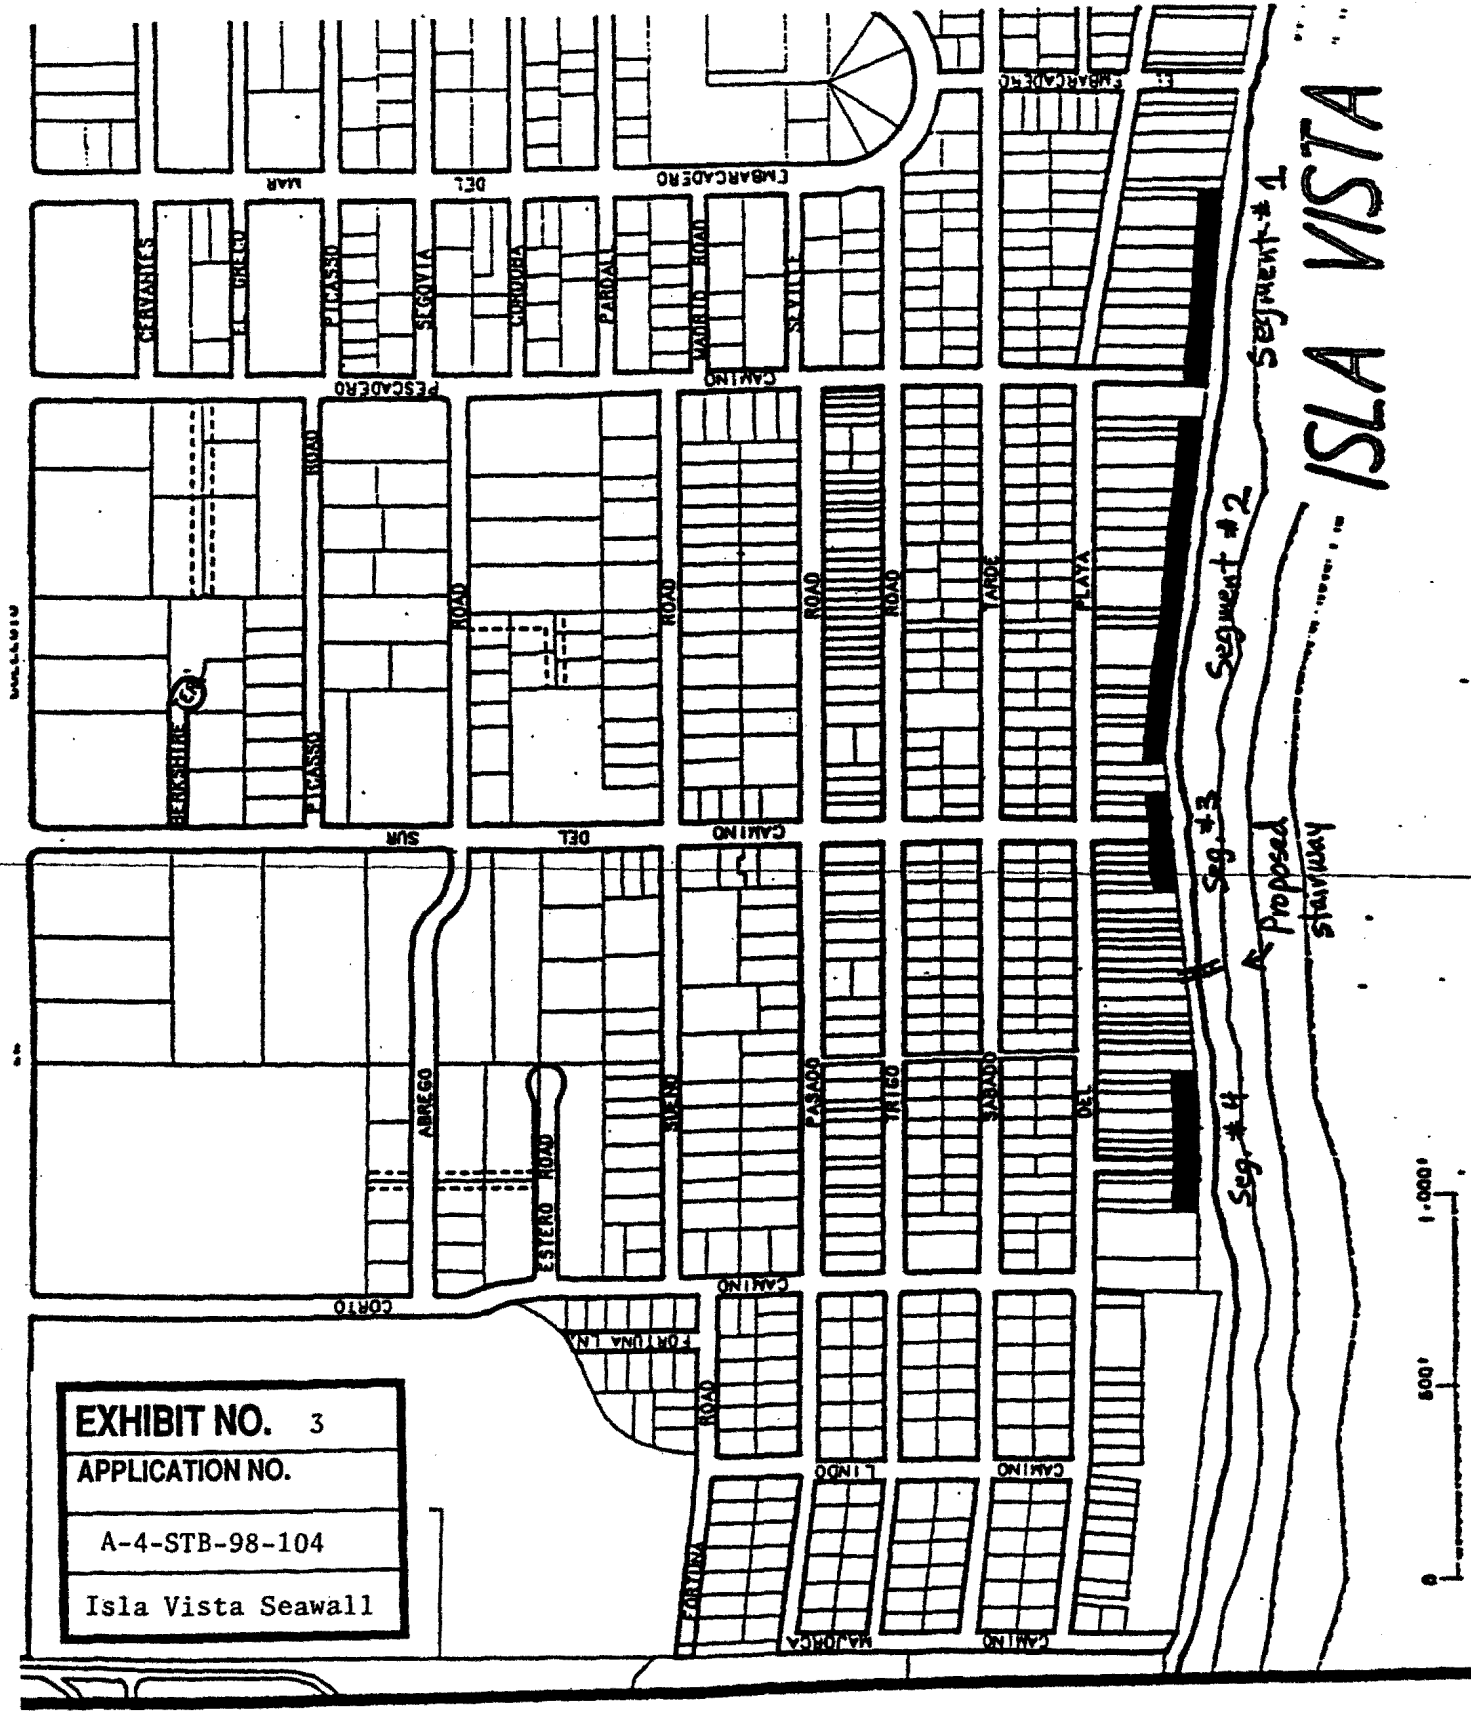 EMBARCADERO
EL
MAR
DEL
EMBARCADERO
CERVANTES
EL GRECO
PICASSO
SEGOVIA
CORDOBA
PARDALL
MADRID ROAD
SEVILLE
Segment #1
ISLA VISTA
PESCADERO
CAMINO
ROAD
ROAD
ROAD
ROAD
ROAD
TARDE
PLAYA
Segment #2
BERKSHIRE
PICASSO
SUR
DEL
CAMINO
Seg. #3
Proposed
stairway
ABREGO
ESTERO ROAD
SUENO
PASADO
TRIGO
SABADO
DEL
Seg. #4
CORTO
CAMINO
FORTUNA LN.
ROAD
LINDO
CAMINO
FORTUNA
MAJORCA
CAMINO
0
500'
1,000'
EXHIBIT NO. 3
APPLICATION NO.
A-4-STB-98-104
Isla Vista Seawall